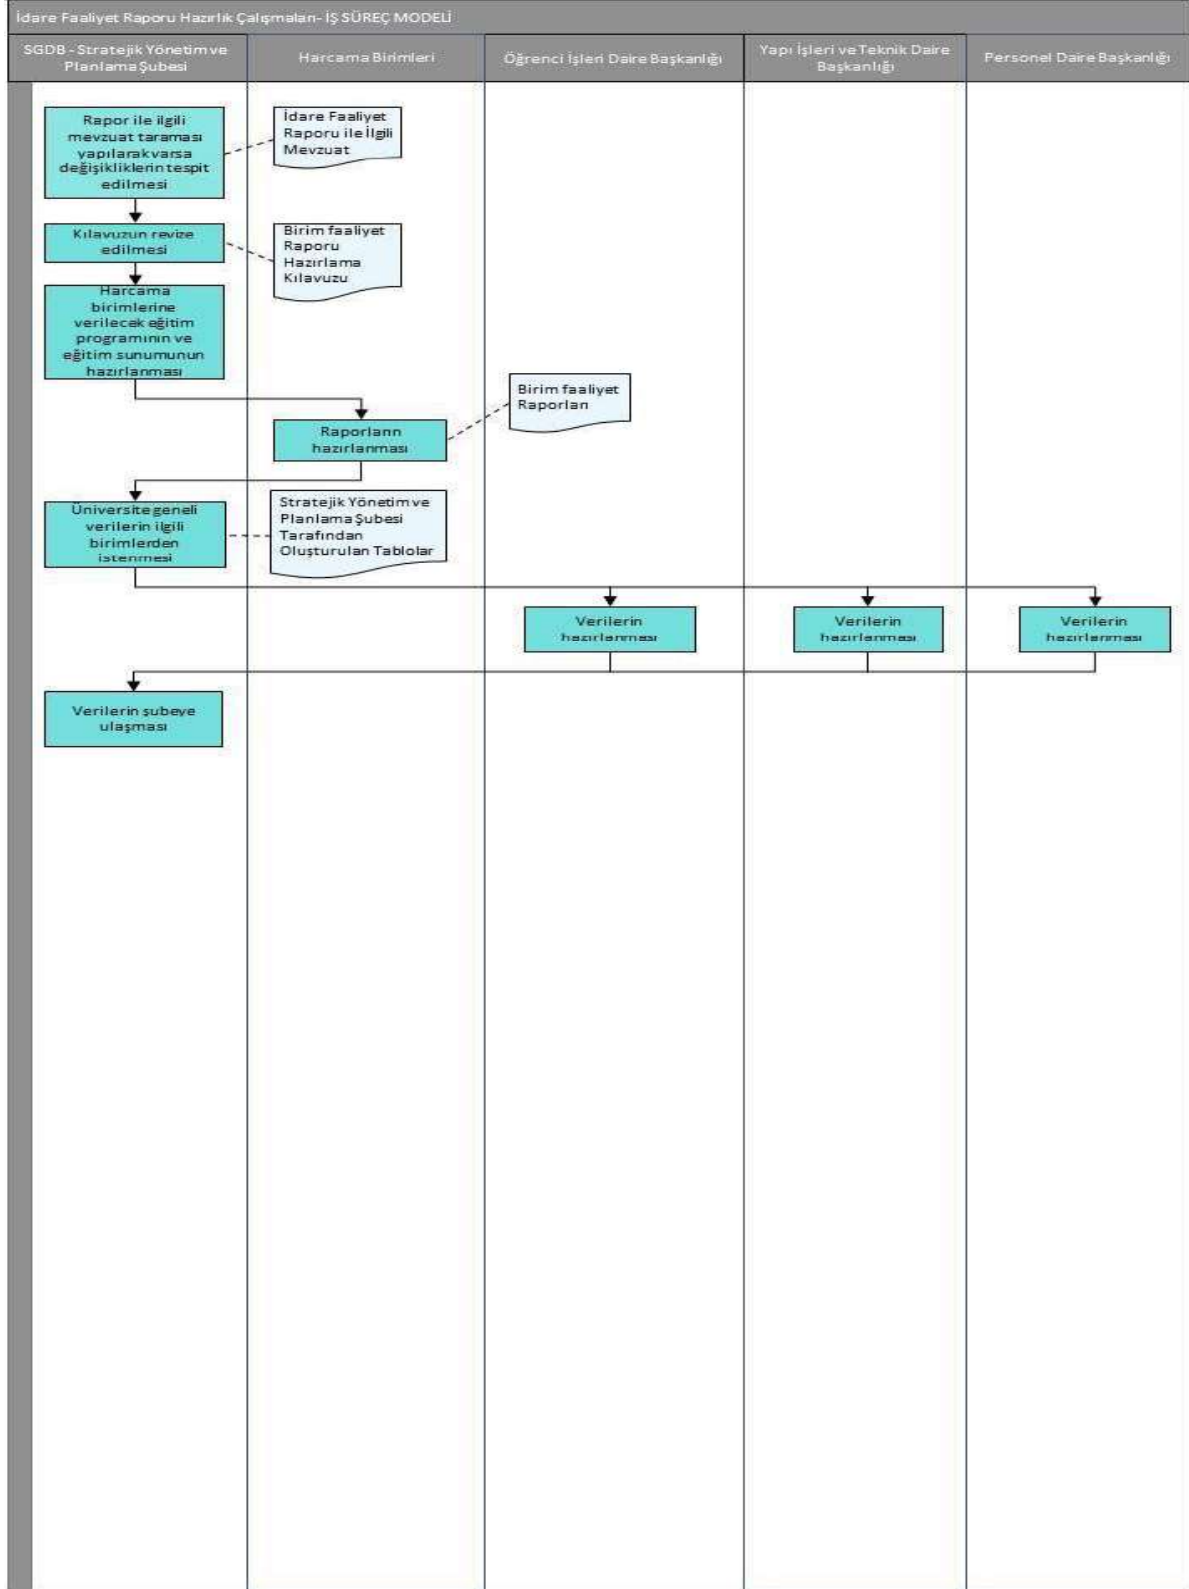 İdare Faaliyet Raporu Hazırlık Çalışmaları- İŞ SÜREÇ MODELİ
SGDB - Stratejik Yönetim ve
Planlama Şubesi
Harcama Birimleri
Öğrenci İşleri Daire Başkanlığı
Yapı İşleri ve Teknik Daire
Başkanlığı
Personel Daire Başkanlığı
Rapor ile ilgili
mevzuat taraması
yapılarak varsa
değişikliklerin tespit
edilmesi
İdare Faaliyet
Raporu ile İlgili
Mevzuat
Kılavuzun revize
edilmesi
Birim faaliyet
Raporu
Hazırlama
Kılavuzu
Harcama
birimlerine
verilecek eğitim
programının ve
eğitim sunumunun
hazırlanması
Birim faaliyet
Raporları
Raporların
hazırlanması
Üniversite geneli
verilerin ilgili
birimlerden
istenmesi
Stratejik Yönetim ve
Planlama Şubesi
Tarafından
Oluşturulan Tablolar
Verilerin
hazırlanması
Verilerin
hazırlanması
Verilerin
hazırlanması
Verilerin şubeye
ulaşması